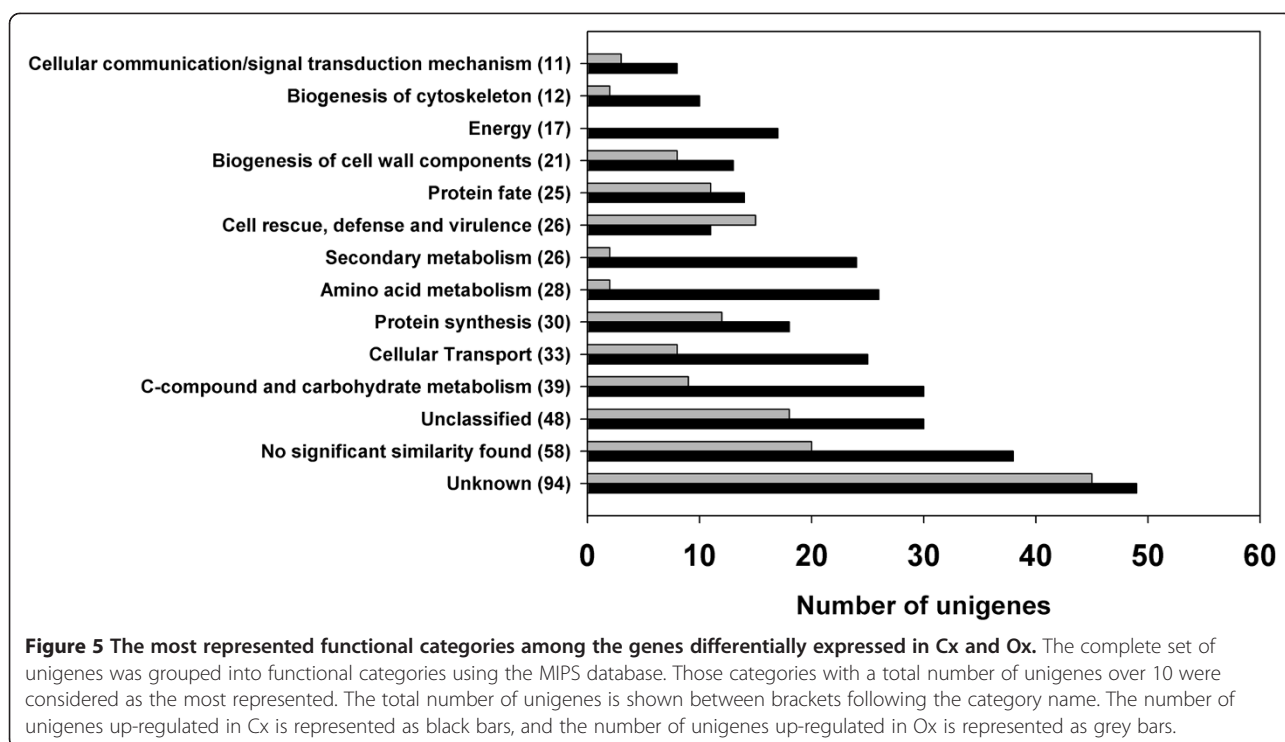 Cellular communication/signal transduction mechanism (11)
Biogenesis of cytoskeleton (12)
Energy (17)
Biogenesis of cell wall components (21)
Protein fate (25)
Cell rescue, defense and virulence (26)
Secondary metabolism (26)
Amino acid metabolism (28)
Protein synthesis (30)
Cellular Transport (33)
C-compound and carbohydrate metabolism (39)
Unclassified (48)
No significant similarity found (58)
Unknown (94)
0 10 20 30 40 50 60
Number of unigenes
Figure 5 The most represented functional categories among the genes differentially expressed in Cx and Ox. The complete set of
unigenes was grouped into functional categories using the MIPS database. Those categories with a total number of unigenes over 10 were
considered as the most represented. The total number of unigenes is shown between brackets following the category name. The number of
unigenes up-regulated in Cx is represented as black bars, and the number of unigenes up-regulated in Ox is represented as grey bars.